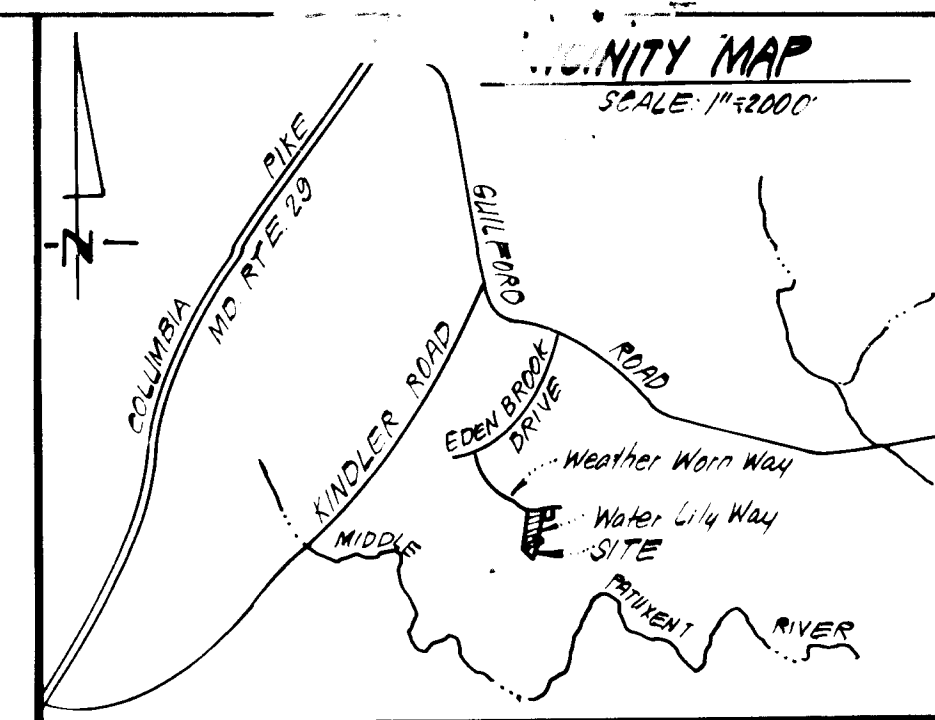 MAP
SCALE: 1"=2000'
COLUMBIA PIKE
MD. RTE. 29
GUILFORD ROAD
KINDLER ROAD
EDEN BROOK
DRIVE
Weather Worn Way
Water Lily Way
SITE
MIDDLE PATUXENT RIVER
N